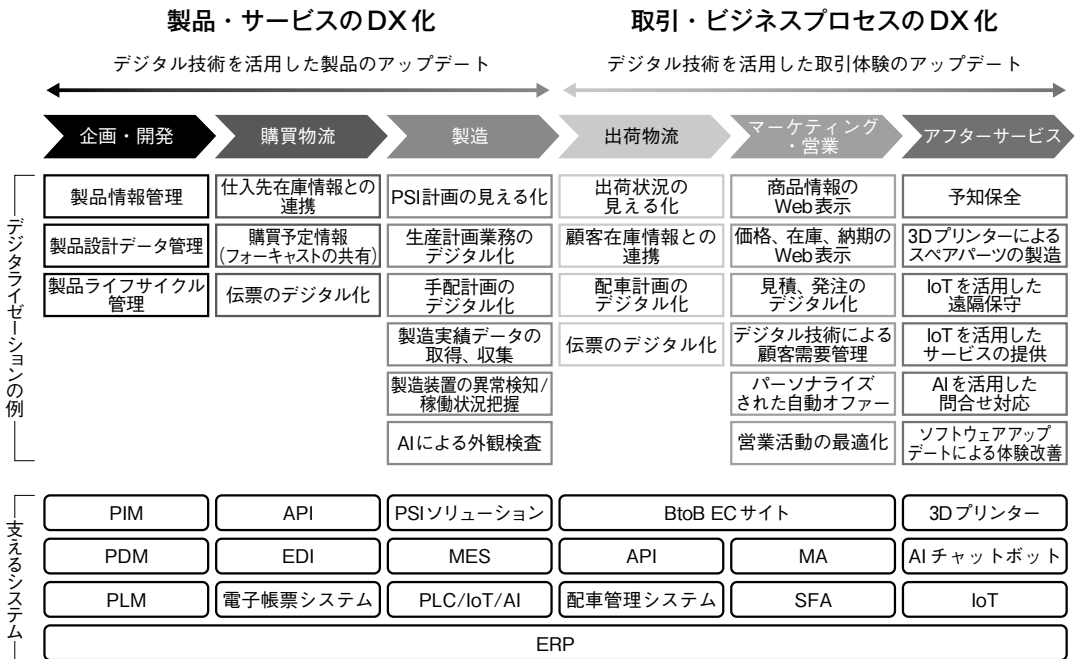 製品・サービスのDX化
取引・ビジネスプロセスのDX化
デジタル技術を活用した製品のアップデート
デジタル技術を活用した取引体験のアップデート
企画・開発
購買物流
製造
出荷物流
マーケティング
・営業
アフターサービス
デジタライゼーションの例
製品情報管理
製品設計データ管理
製品ライフサイクル
管理
仕入先在庫情報との
連携
購買予定情報
(フォーキャストの共有)
伝票のデジタル化
PSI計画の見える化
生産計画業務の
デジタル化
手配計画の
デジタル化
製造実績データの
取得、収集
製造装置の異常検知/
稼働状況把握
AIによる外観検査
出荷状況の
見える化
顧客在庫情報との
連携
配車計画の
デジタル化
伝票のデジタル化
商品情報の
Web表示
価格、在庫、納期の
Web表示
見積、発注の
デジタル化
デジタル技術による
顧客需要管理
パーソナライズ
された自動オファー
営業活動の最適化
予知保全
3Dプリンターによる
スペアパーツの製造
IoTを活用した
遠隔保守
IoTを活用した
サービスの提供
AIを活用した
問合せ対応
ソフトウェアアップ
デートによる体験改善
支えるシステム
PIM
API
PSIソリューション
BtoB ECサイト
3Dプリンター
PDM
EDI
MES
API
MA
AIチャットボット
PLM
電子帳票システム
PLC/IoT/AI
配車管理システム
SFA
IoT
ERP